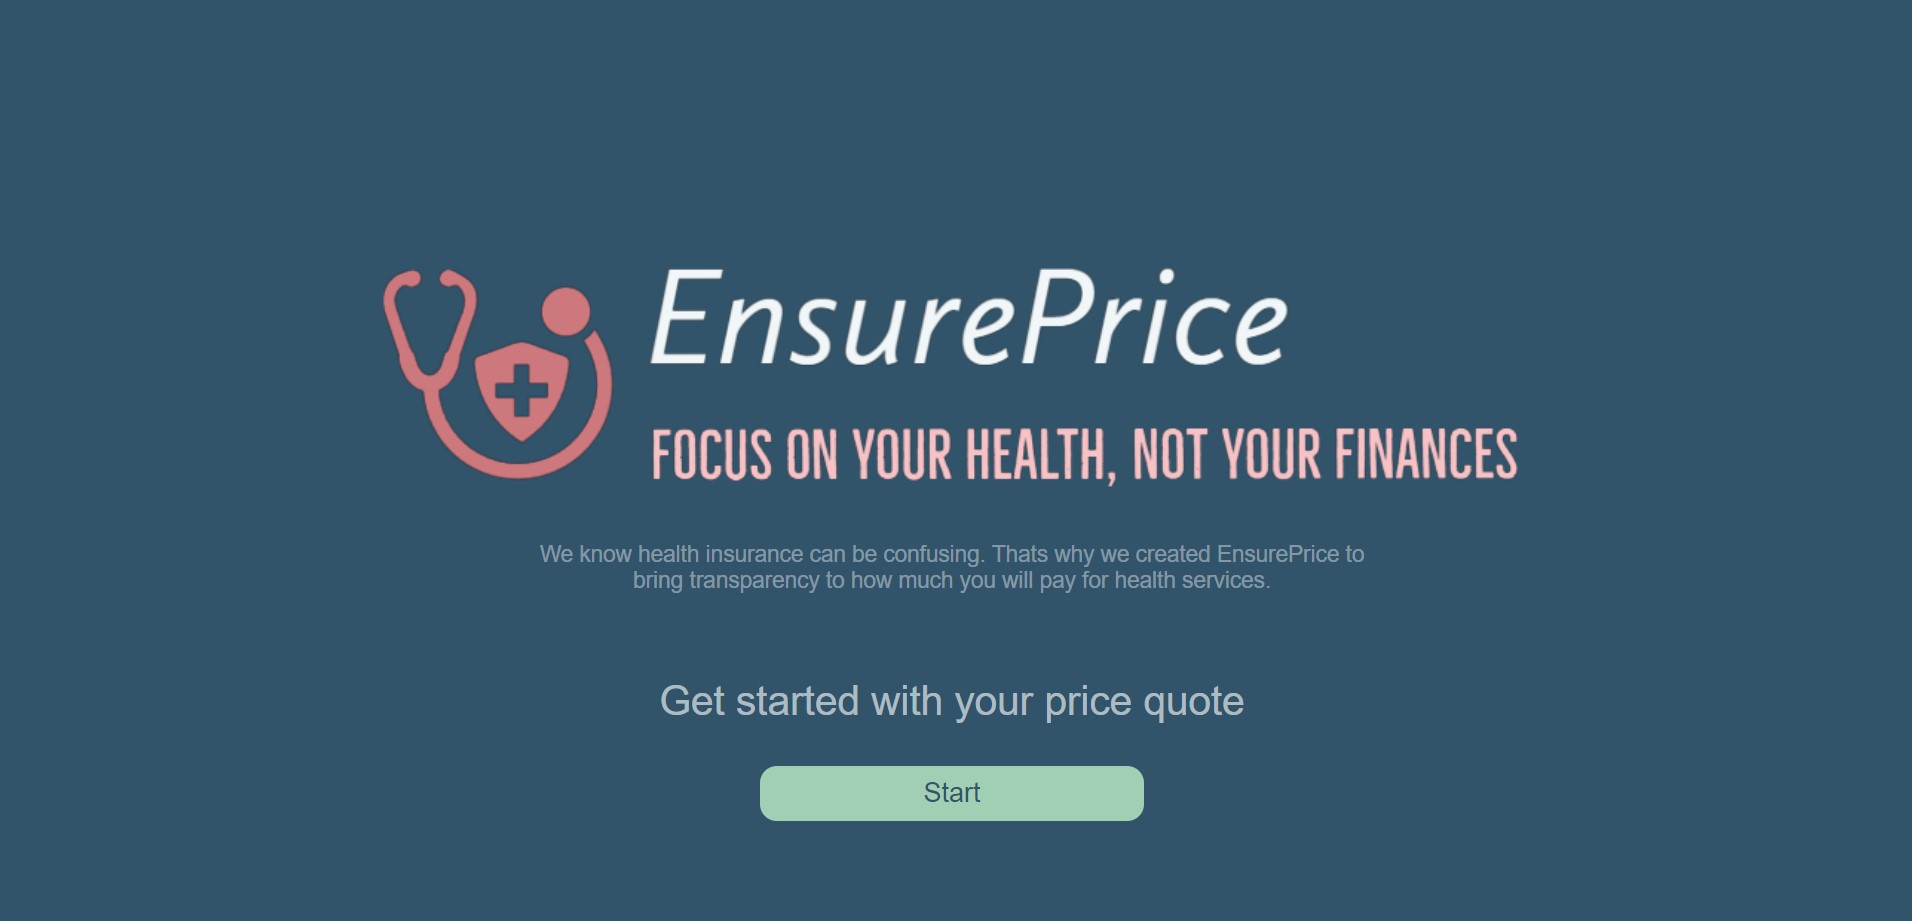 EnsurePrice
FOCUS ON YOUR HEALTH, NOT YOUR FINANCES
We know health insurance can be confusing. Thats why we created EnsurePrice to
bring transparency to how much you will pay for health services.
Get started with your price quote
Start